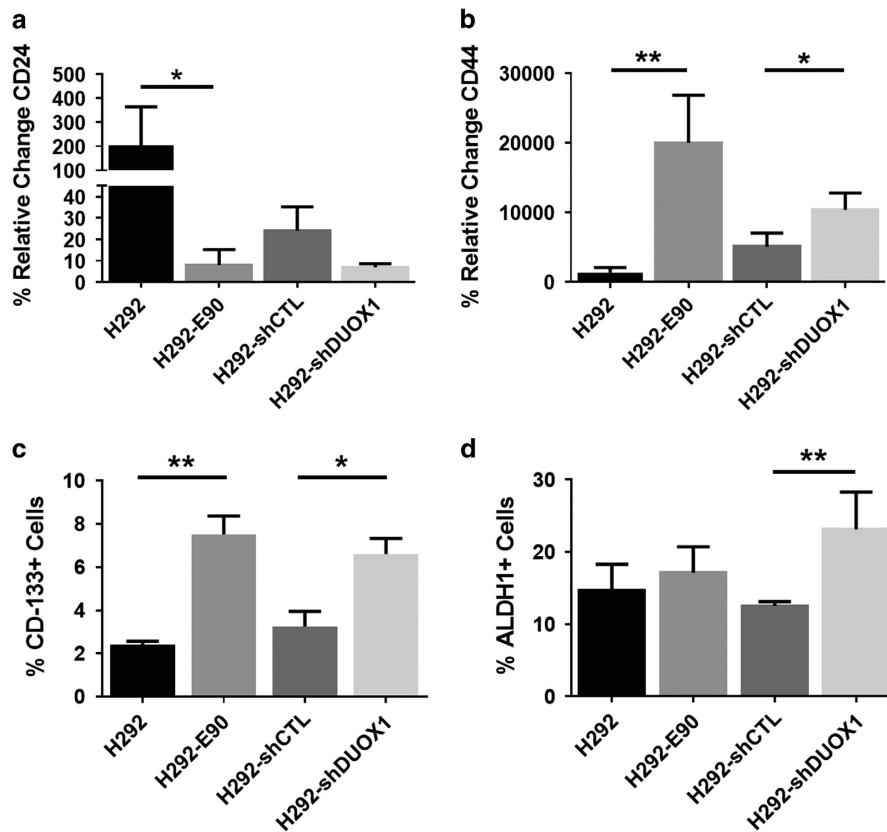 a
% Relative Change CD24
500
400
300
200
100
40
30
20
10
0
*
H292
H292-E90
H292-shCTL
H292-shDUOX1
b
% Relative Change CD44
30000
20000
10000
0
**
*
H292
H292-E90
H292-shCTL
H292-shDUOX1
c
% CD-133+ Cells
10
8
6
4
2
0
**
*
H292
H292-E90
H292-shCTL
H292-shDUOX1
d
% ALDH1+ Cells
30
20
10
0
**
H292
H292-E90
H292-shCTL
H292-shDUOX1